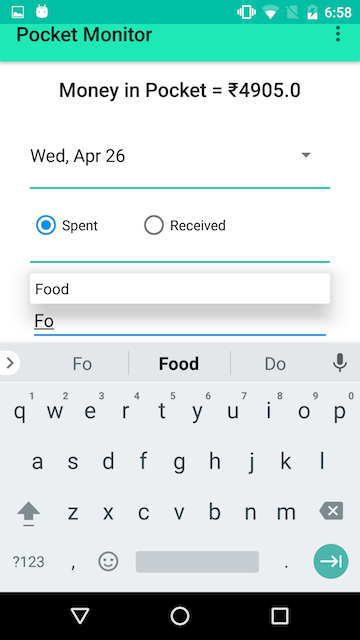 6:58
Pocket Monitor
Money in Pocket = ₹4905.0
Wed, Apr 26
Spent Received
Food
Fo
Fo Food Do
1 2 3 4 5 6 7 8 9 0
q w e r t y u i o p
a s d f g h j k l
z x c v b n m
?123 , .